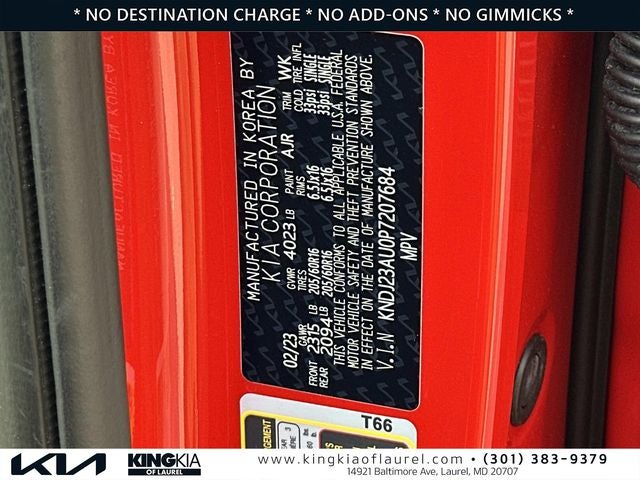 * NO DESTINATION CHARGE * NO ADD-ONS * NO GIMMICKS *
MANUFACTURED IN KOREA BY
KIA CORPORATION
02/23 GVWR 4023 LB PAINT AJR TRIM WK
GAWR TIRES RIMS COLD TIRE INFL
FRONT 2315 LB 205/60R16 6.5Jx16 33psi SINGLE
REAR 2094 LB 205/60R16 6.5Jx16 33psi SINGLE
THIS VEHICLE CONFORMS TO ALL APPLICABLE U.S.A. FEDERAL
MOTOR VEHICLE SAFETY AND THEFT PREVENTION STANDARDS
IN EFFECT ON THE DATE OF MANUFACTURE SHOWN ABOVE.
V.I.N KNDJ23AU0P7207684
MPV
T66
KIA
KING KIA
OF LAUREL
www.kingkiaoflaurel.com • (301) 383-9379
14921 Baltimore Ave, Laurel, MD 20707